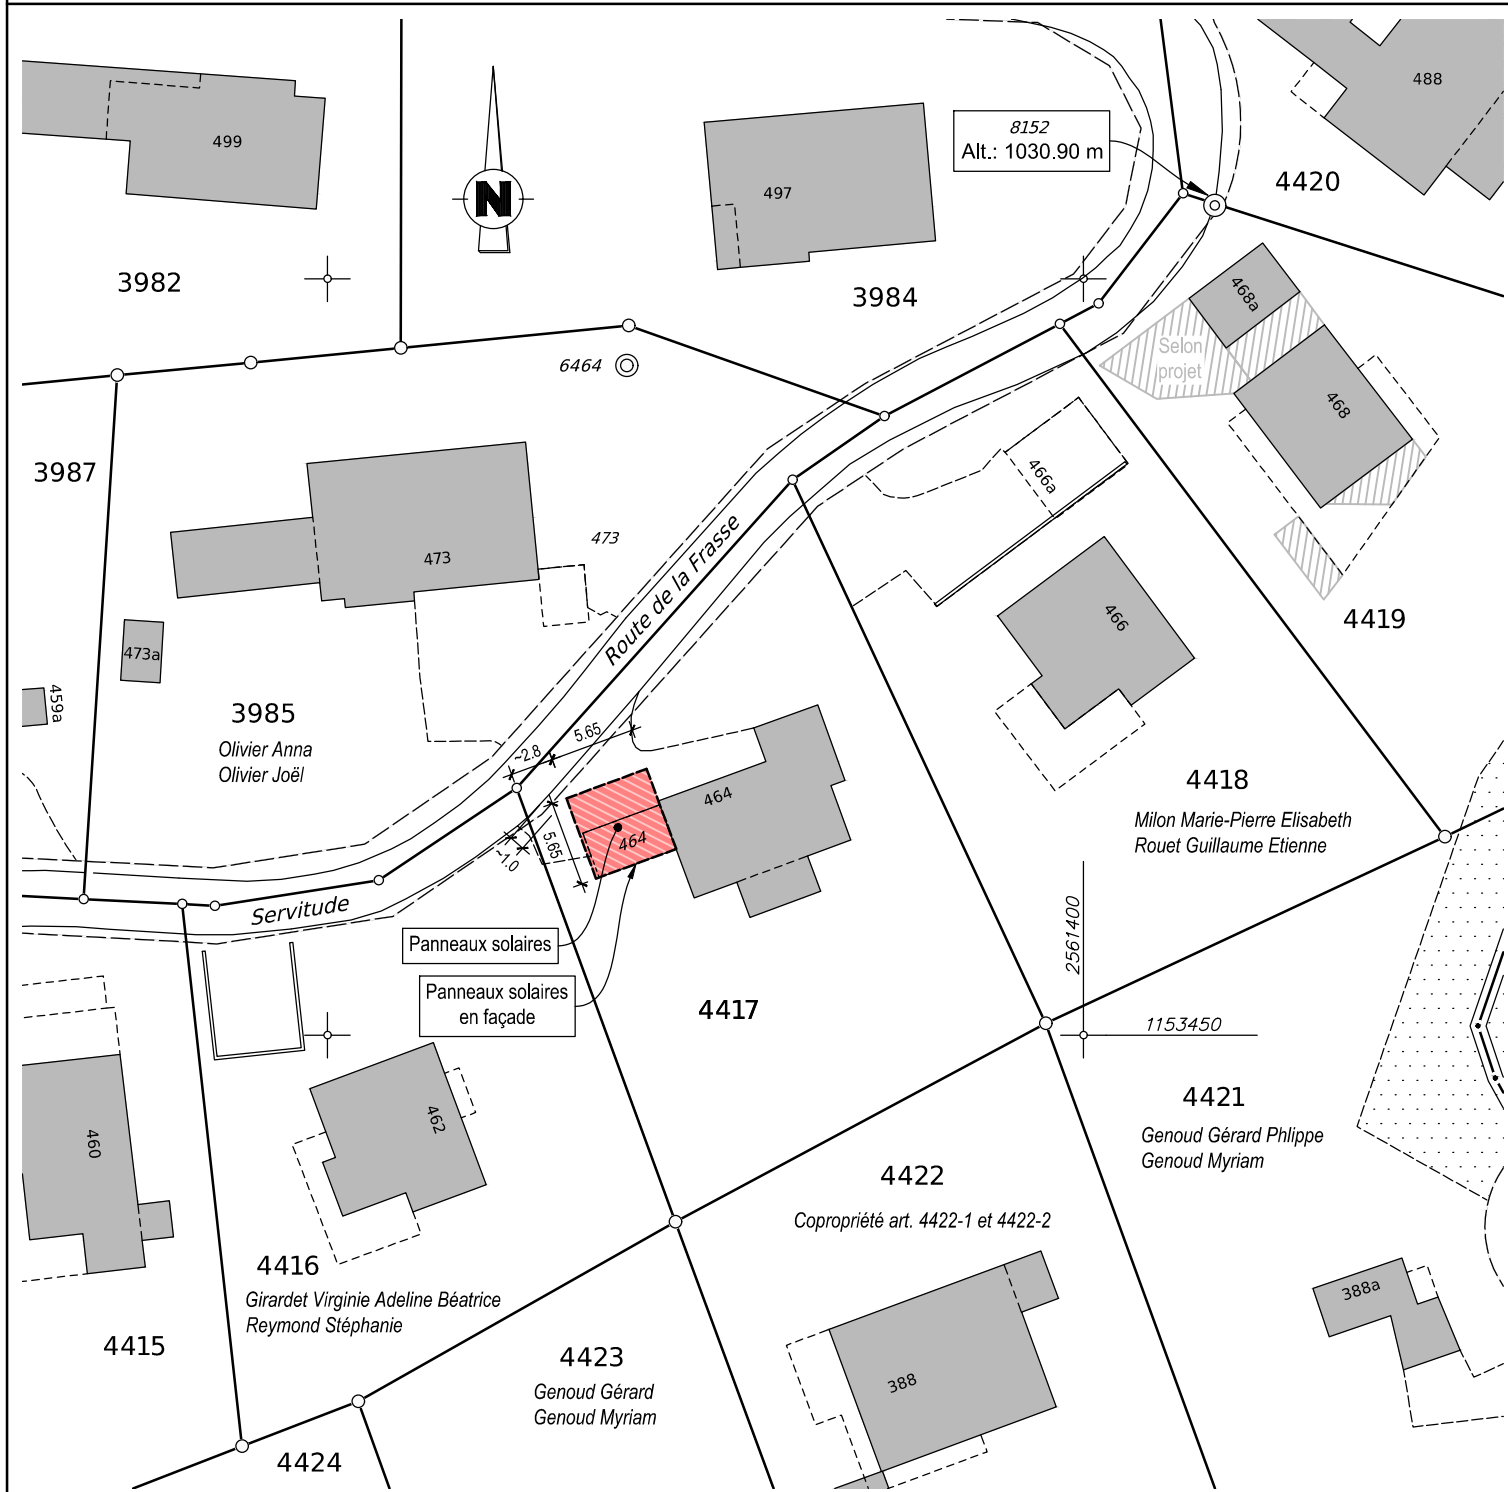 488
8152
Alt.: 1030.90 m
499
497
4420
N
3982
3984
468a
Selon
projet
6464
468
3987
466a
473
473
Route de la Frasse
466
4419
473a
459a
3985
Olivier Anna
Olivier Joël
~2.8
5.65
4418
Milon Marie-Pierre Elisabeth
Rouet Guillaume Etienne
464
464
5.65
~1.0
Servitude
Panneaux solaires
Panneaux solaires
en façade
4417
2561400
1153450
4421
Genoud Gérard Phlippe
Genoud Myriam
460
462
4422
Copropriété art. 4422-1 et 4422-2
4416
Girardet Virginie Adeline Béatrice
Reymond Stéphanie
388a
4415
4423
Genoud Gérard
Genoud Myriam
388
4424